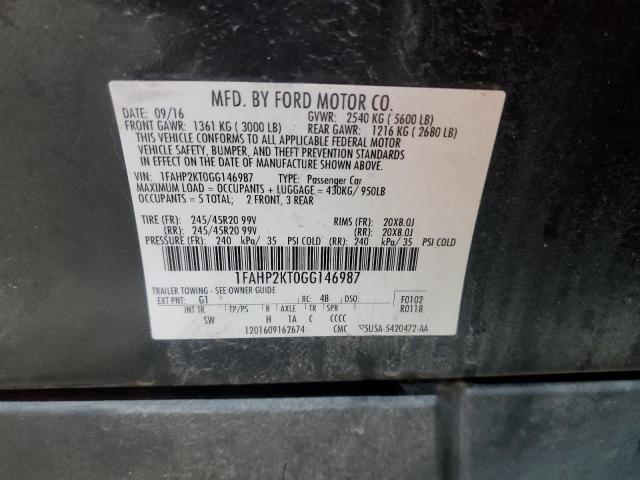 MFD. BY FORD MOTOR CO.
DATE: 09/16 GVWR: 2540 KG ( 5600 LB)
FRONT GAWR: 1361 KG ( 3000 LB) REAR GAWR: 1216 KG ( 2680 LB)
THIS VEHICLE CONFORMS TO ALL APPLICABLE FEDERAL MOTOR
VEHICLE SAFETY, BUMPER, AND THEFT PREVENTION STANDARDS
IN EFFECT ON THE DATE OF MANUFACTURE SHOWN ABOVE.
VIN: 1FAHP2KT0GG146987 TYPE: Passenger Car
MAXIMUM LOAD = OCCUPANTS + LUGGAGE = 430KG/ 950LB
OCCUPANTS = 5 TOTAL; 2 FRONT, 3 REAR
TIRE (FR): 245/45R20 99V RIMS (FR): 20X8.0J
(RR): 245/45R20 99V (RR): 20X8.0J
PRESSURE (FR): 240 kPa/ 35 PSI COLD (RR): 240 kPa/ 35 PSI COLD
1FAHP2KT0GG146987
TRAILER TOWING - SEE OWNER GUIDE
EXT PNT: G1 RC: 4B DSO: F0102
INT TR TP/PS R AXLE TR SPR R0118
SW H 1A C CCCC
1201609162674 CMC ▽5U5A-5420472-AA